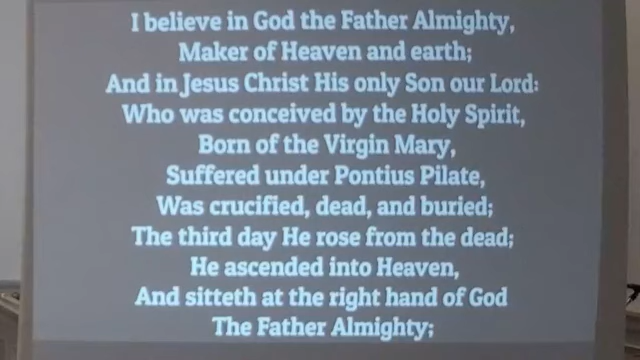 I believe in God the Father Almighty,
Maker of Heaven and earth;
And in Jesus Christ His only Son our Lord:
Who was conceived by the Holy Spirit,
Born of the Virgin Mary,
Suffered under Pontius Pilate,
Was crucified, dead, and buried;
The third day He rose from the dead;
He ascended into Heaven,
And sitteth at the right hand of God
The Father Almighty;